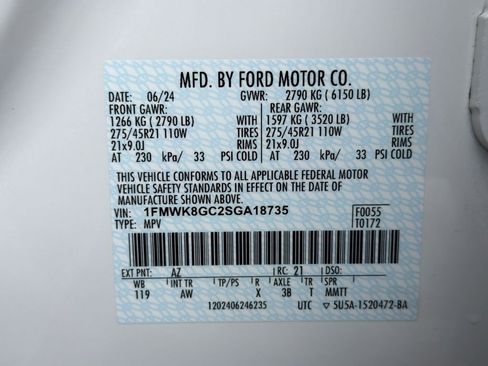 MFD. BY FORD MOTOR CO.
DATE: 06/24 GVWR: 2790 KG ( 6150 LB)
FRONT GAWR: REAR GAWR:
1266 KG ( 2790 LB) WITH 1597 KG ( 3520 LB) WITH
275/45R21 110W TIRES 275/45R21 110W TIRES
21x9.0J RIMS 21x9.0J RIMS
AT 230 kPa/ 33 PSI COLD AT 230 kPa/ 33 PSI COLD
THIS VEHICLE CONFORMS TO ALL APPLICABLE FEDERAL MOTOR
VEHICLE SAFETY STANDARDS IN EFFECT ON THE DATE OF
MANUFACTURE SHOWN ABOVE.
VIN: 1FMWK8GC2SGA18735 F0055
TYPE: MPV T0172
EXT PNT: AZ RC: 21 DSO:
WB INT TR TP/PS R AXLE TR SPR
119 AW X 3B T MMTT
1202406246235 UTC ▽ 5U5A-1520472-BA